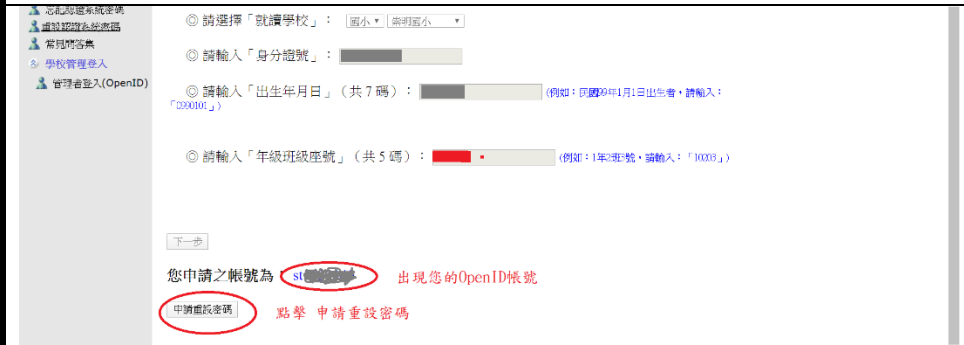 忘記認證系統密碼
重設認證系統密碼
常見問答集
學校管理登入
管理者登入(OpenID)
◎ 請選擇「就讀學校」： 國小 崇明國小
◎ 請輸入「身分證號」：
◎ 請輸入「出生年月日」（共 7 碼）： (例如：民國99年1月1日出生者，請輸入：
「0990101」)
◎ 請輸入「年級班級座號」（共 5 碼）： (例如：1年2班3號，請輸入：「10203」)
下一步
您申請之帳號為： st 出現您的OpenID帳號
申請重設密碼 點擊 申請重設密碼